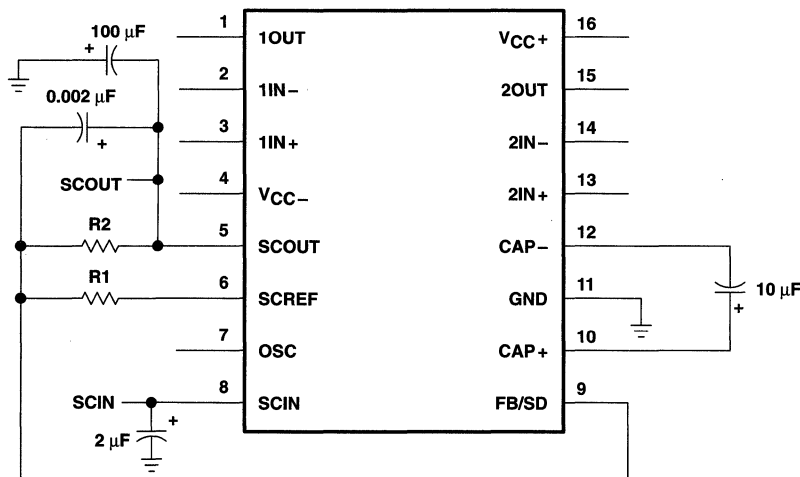 100 µF
+
0.002 µF
+
SCOUT
R2
R1
SCIN
+
2 µF
1 1OUT
2 1IN−
3 1IN+
4 VCC−
5 SCOUT
6 SCREF
7 OSC
8 SCIN
VCC+ 16
2OUT 15
2IN− 14
2IN+ 13
CAP− 12
GND 11
CAP+ 10
FB/SD 9
10 µF
+